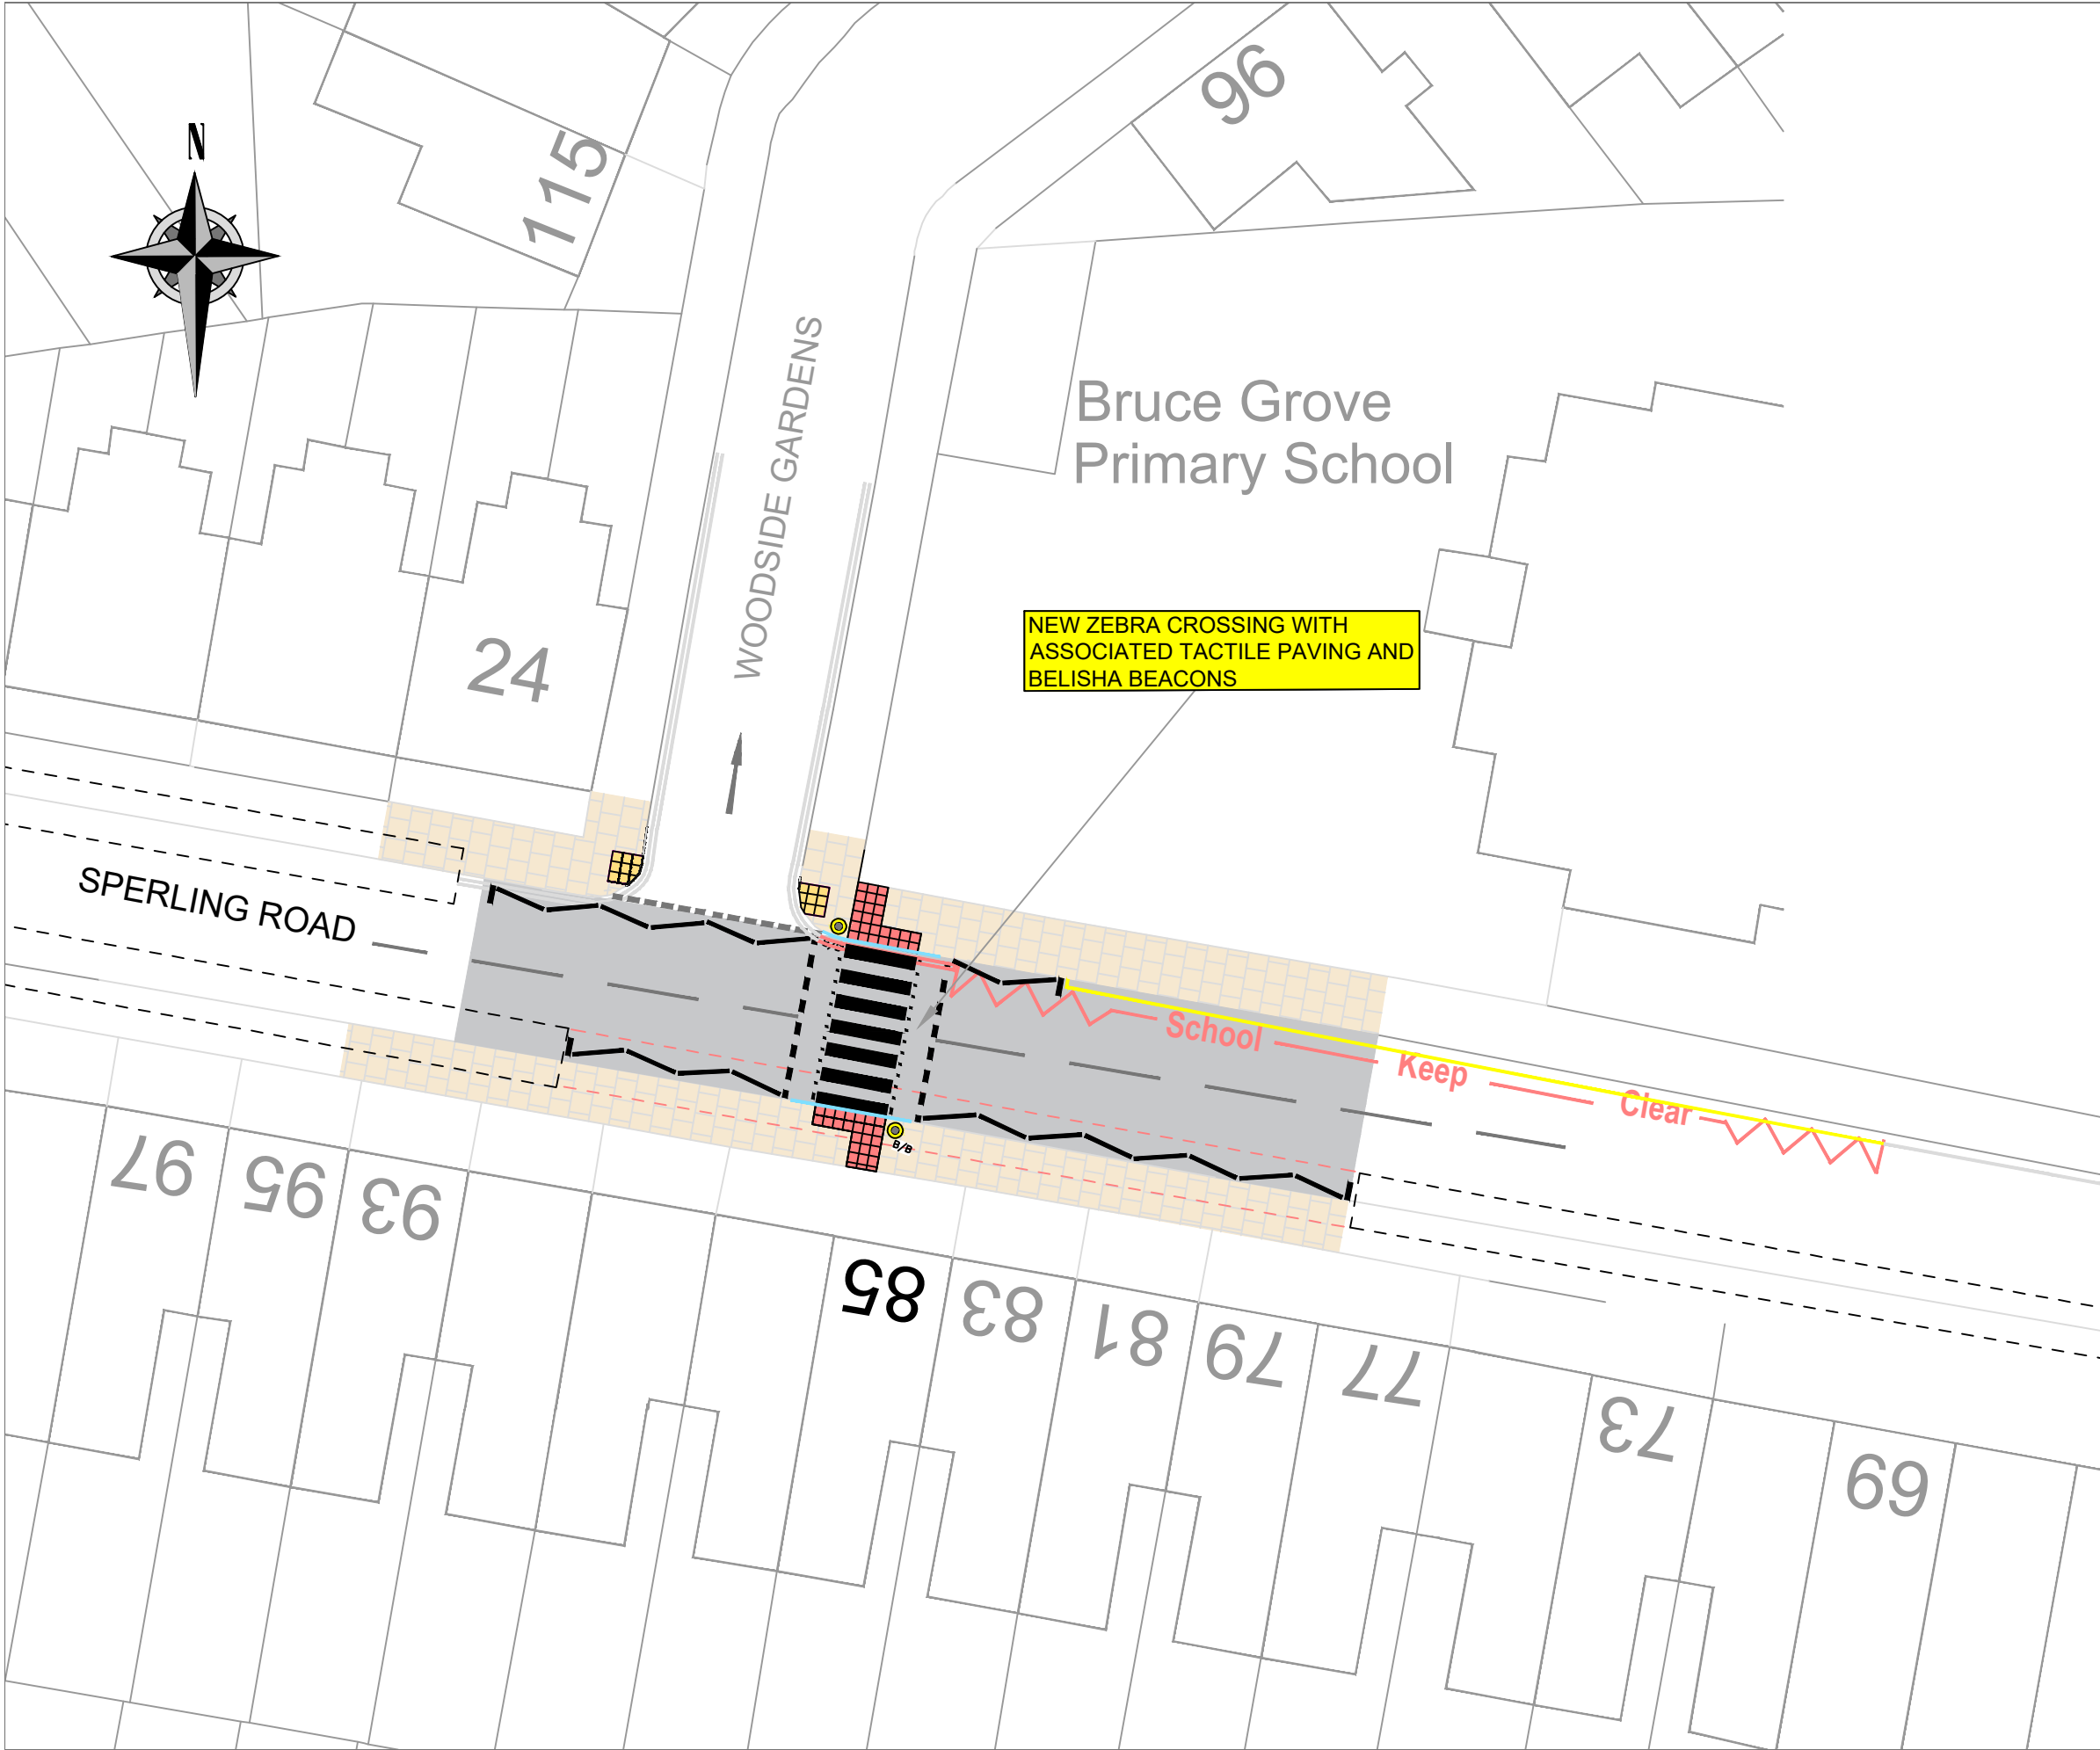 96
N
115
WOODSIDE GARDENS
Bruce Grove
Primary School
NEW ZEBRA CROSSING WITH
ASSOCIATED TACTILE PAVING AND
BELISHA BEACONS
24
SPERLING ROAD
School Keep Clear
B/B
97
95
93
85
83
81
79
77
73
69